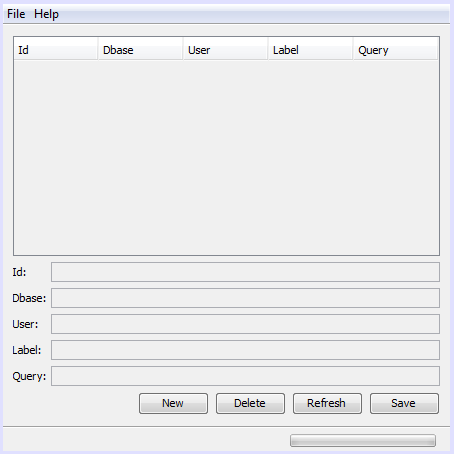 File Help
Id Dbase User Label Query
Id:
Dbase:
User:
Label:
Query:
New Delete Refresh Save